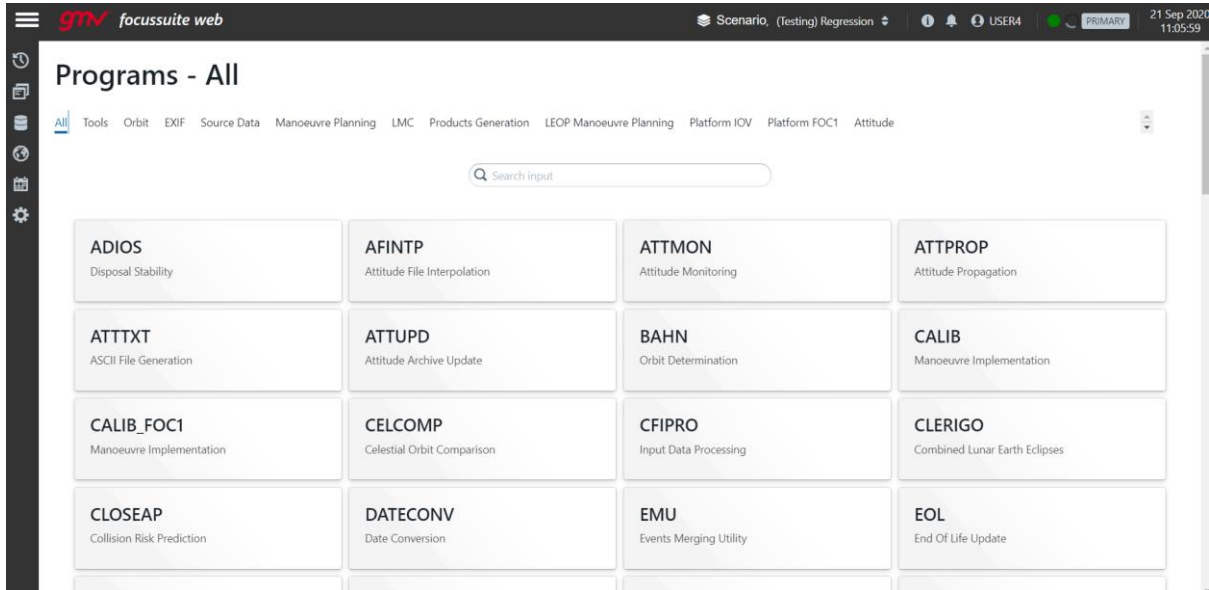 gmv focussuite web Scenario, (Testing) Regression USER4 PRIMARY 21 Sep 2020
11:05:59
Programs - All
All Tools Orbit EXIF Source Data Manoeuvre Planning LMC Products Generation LEOP Manoeuvre Planning Platform IOV Platform FOC1 Attitude
Search input
ADIOS AFINTP ATTMON ATTPROP
Disposal Stability Attitude File Interpolation Attitude Monitoring Attitude Propagation
ATTTXT ATTUPD BAHN CALIB
ASCII File Generation Attitude Archive Update Orbit Determination Manoeuvre Implementation
CALIB_FOC1 CELCOMP CFIPRO CLERIGO
Manoeuvre Implementation Celestial Orbit Comparison Input Data Processing Combined Lunar Earth Eclipses
CLOSEAP DATECONV EMU EOL
Collision Risk Prediction Date Conversion Events Merging Utility End Of Life Update